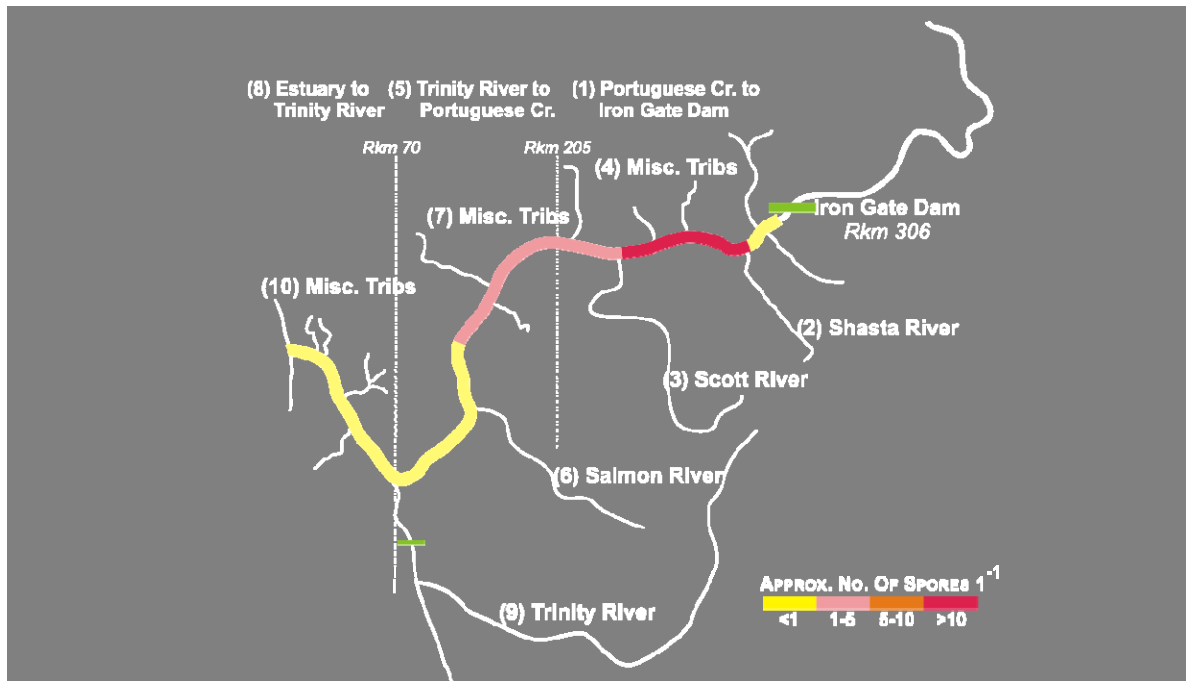 (8) Estuary to
Trinity River
(5) Trinity River to
Portuguese Cr.
(1) Portuguese Cr. to
Iron Gate Dam
Rkm 70
Rkm 205
(4) Misc. Tribs
(7) Misc. Tribs
Iron Gate Dam
Rkm 306
(10) Misc. Tribs
(2) Shasta River
(3) Scott River
(6) Salmon River
(9) Trinity River
APPROX. NO. OF SPORES 1⁻¹
<1 1-5 5-10 >10